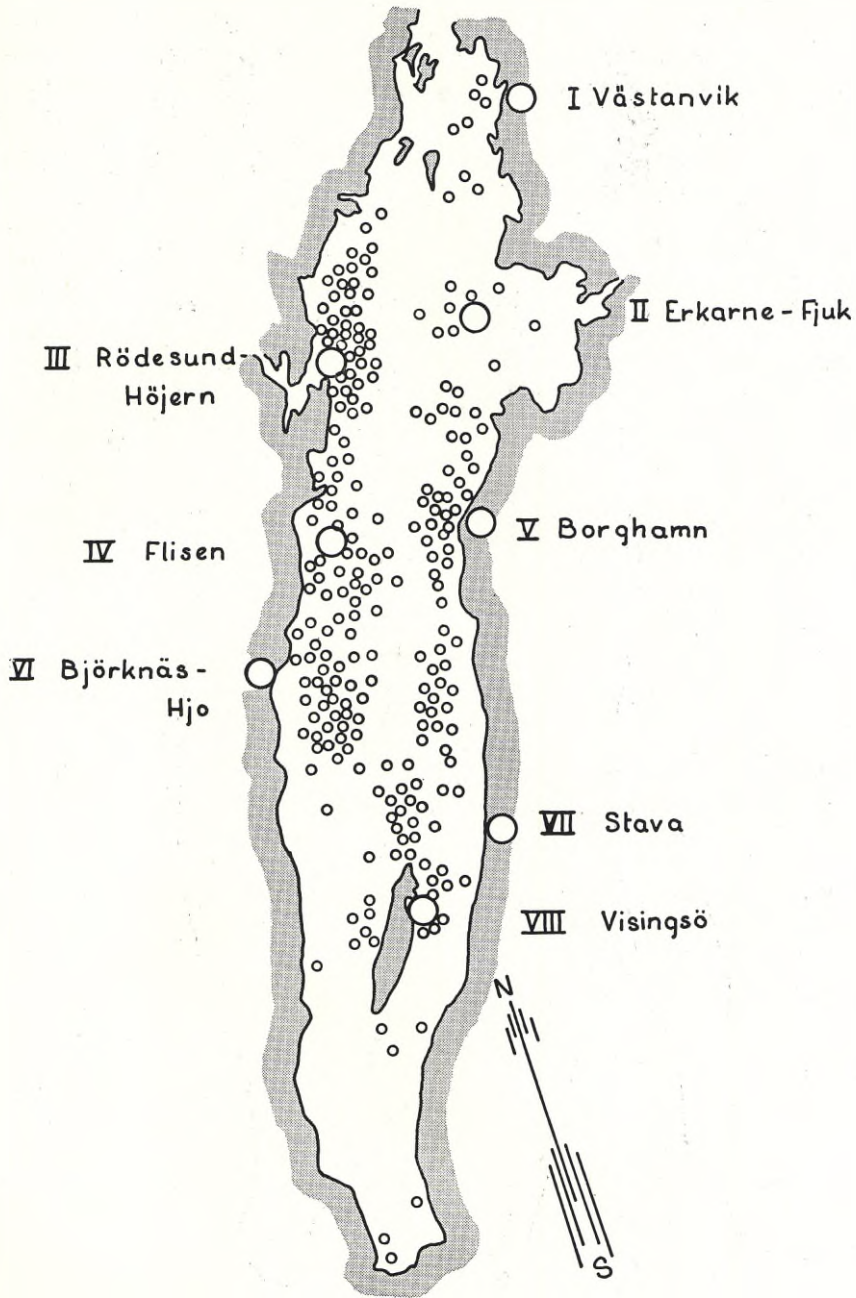 I Västanvik
II Erkarne - Fjuk
III Rödesund-
Höjern
IV Flisen
V Borghamn
VI Björknäs -
Hjo
VII Stava
VIII Visingsö
N
S